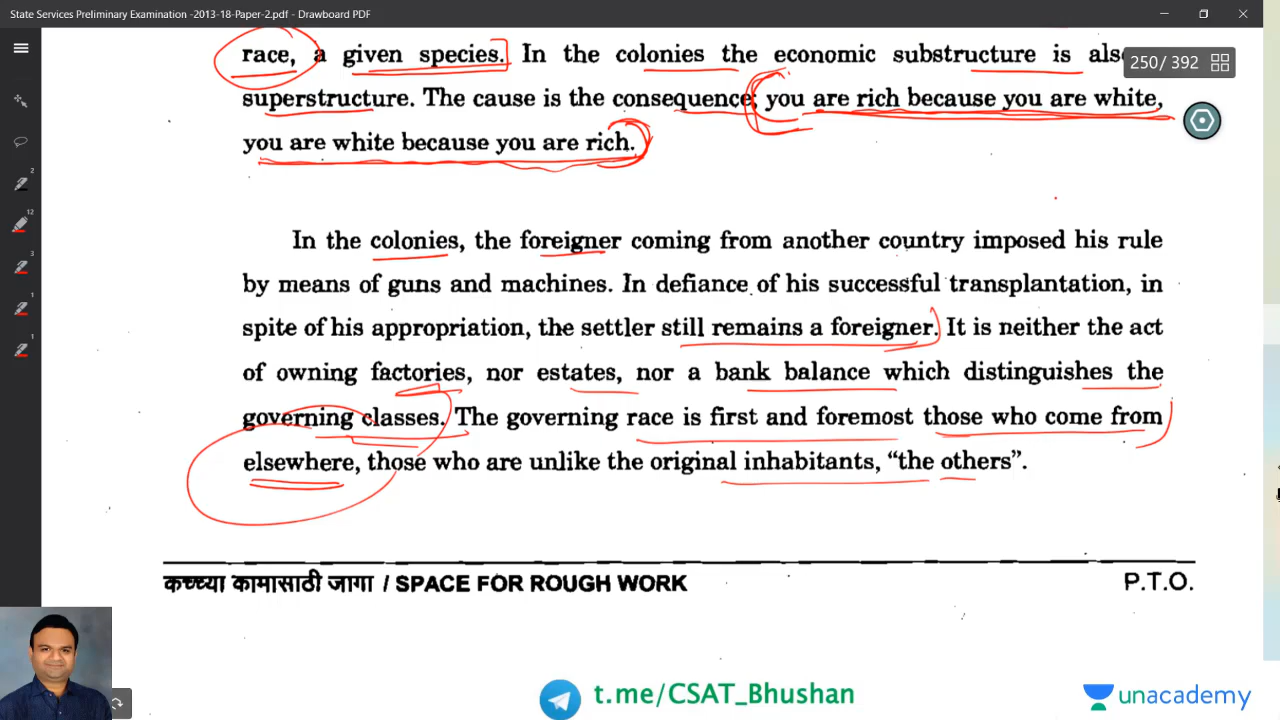 State Services Preliminary Examination -2013-18-Paper-2.pdf - Drawboard PDF
250 / 392
race, a given species. In the colonies the economic substructure is also
superstructure. The cause is the consequence; you are rich because you are white,
you are white because you are rich.
In the colonies, the foreigner coming from another country imposed his rule
by means of guns and machines. In defiance of his successful transplantation, in
spite of his appropriation, the settler still remains a foreigner. It is neither the act
of owning factories, nor estates, nor a bank balance which distinguishes the
governing classes. The governing race is first and foremost those who come from
elsewhere, those who are unlike the original inhabitants, “the others”.
कच्च्या कामासाठी जागा / SPACE FOR ROUGH WORK
P.T.O.
t.me/CSAT_Bhushan
unacademy
2
12
3
1
1